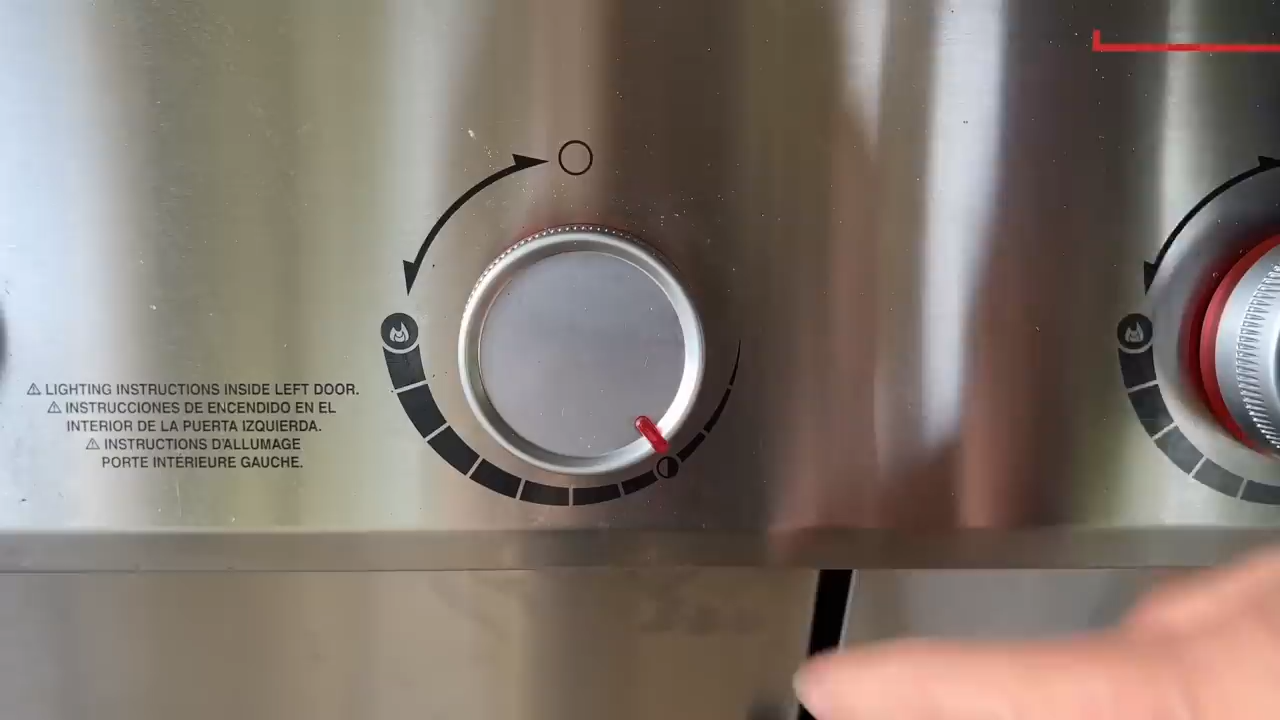 ⚠ LIGHTING INSTRUCTIONS INSIDE LEFT DOOR.
⚠ INSTRUCCIONES DE ENCENDIDO EN EL
INTERIOR DE LA PUERTA IZQUIERDA.
⚠ INSTRUCTIONS D'ALLUMAGE
PORTE INTÉRIEURE GAUCHE.